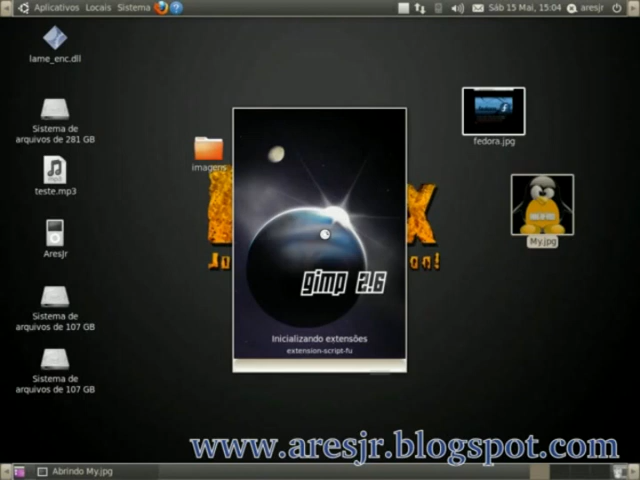 Aplicativos Locais Sistema
Sáb 15 Mai, 15:04 aresjr
lame_enc.dll
Sistema de
arquivos de 281 GB
mp3
teste.mp3
AresJr
Sistema de
arquivos de 107 GB
Sistema de
arquivos de 107 GB
imagens
fedora.jpg
My.jpg
gimp 2.6
Inicializando extensões
extension-script-fu
www.aresjr.blogspot.com
Abrindo My.jpg